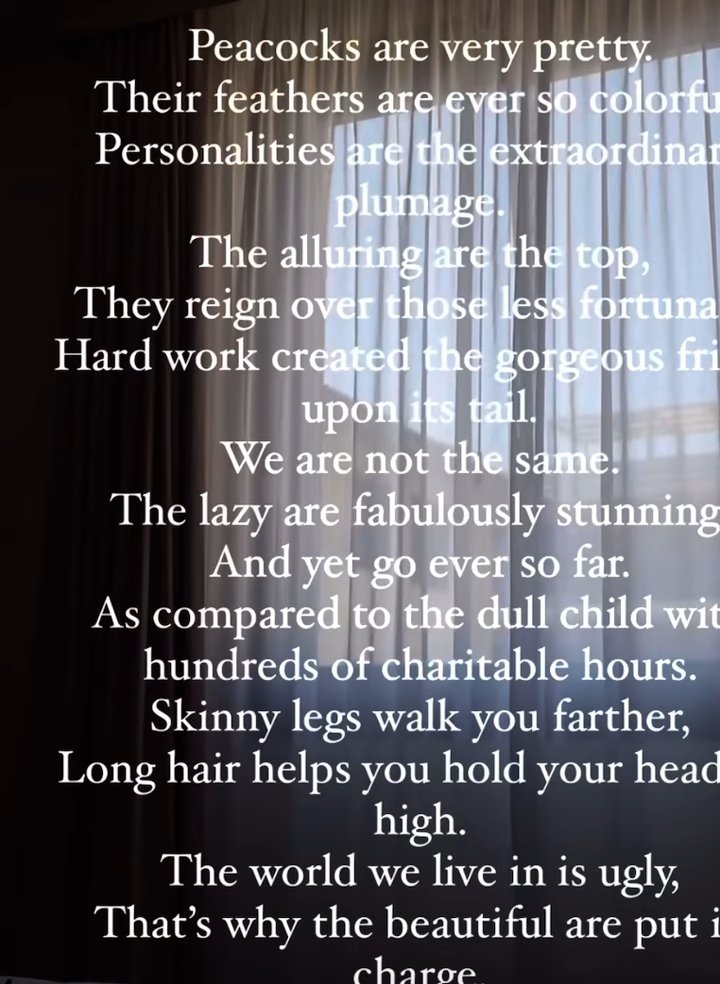 Peacocks are very pretty.
Their feathers are ever so
Personalities are the
plumage.
The alluring are the top,
They reign over those less
Hard work created the gorgeous
upon its tail.
We are not the same.
The lazy are fabulously stunning
And yet go ever so far.
As compared to the dull child
hundreds of charitable hours.
Skinny legs walk you farther,
Long hair helps you hold your head
high.
The world we live in is ugly,
That's why the beautiful are put
charge.